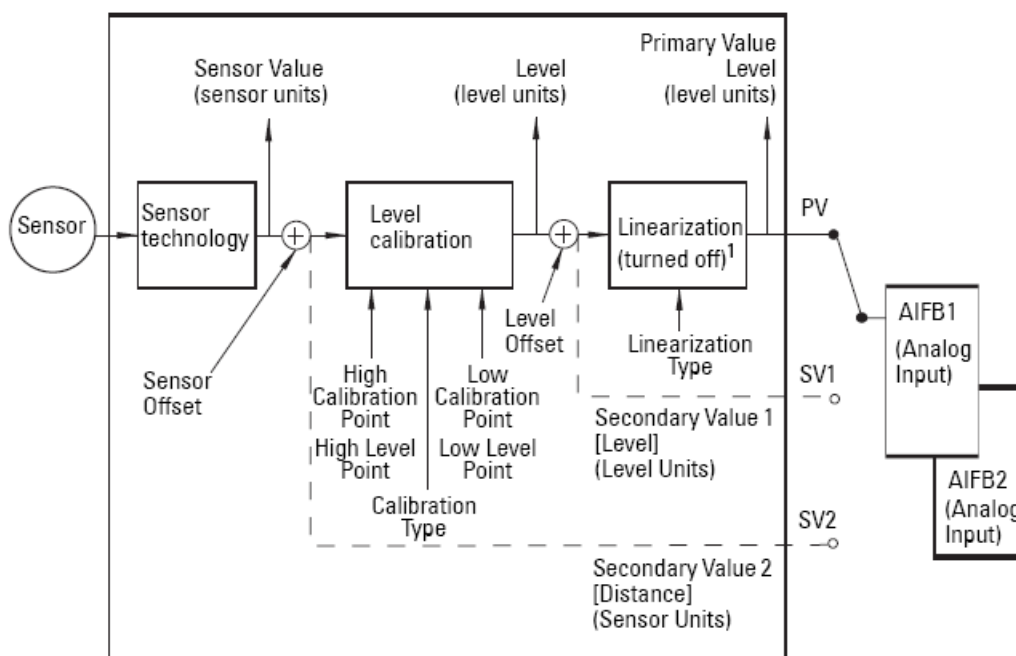 Sensor Value
(sensor units)
Level
(level units)
Primary Value
Level
(level units)
Sensor
Sensor
technology
Level
calibration
Linearization
(turned off)¹
PV
Sensor
Offset
High
Calibration
Point
High Level
Point
Calibration
Type
Low
Calibration
Point
Low Level
Point
Level
Offset
Linearization
Type
SV1
Secondary Value 1
[Level]
(Level Units)
SV2
Secondary Value 2
[Distance]
(Sensor Units)
AIFB1
(Analog
Input)
AIFB2
(Analog
Input)